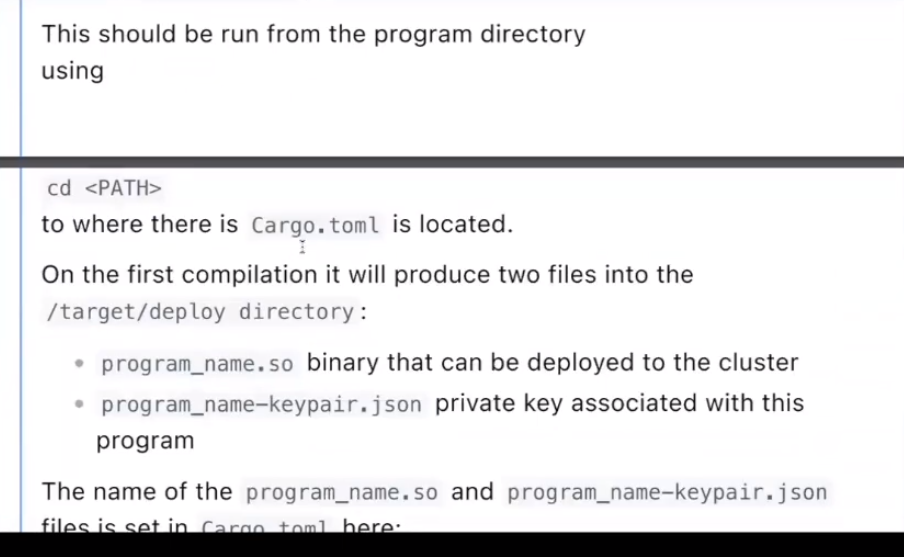 This should be run from the program directory
using
cd <PATH>
to where there is Cargo.toml is located.
On the first compilation it will produce two files into the
/target/deploy directory:
• program_name.so binary that can be deployed to the cluster
• program_name-keypair.json private key associated with this
program
The name of the program_name.so and program_name-keypair.json
files is set in Cargo.toml here: